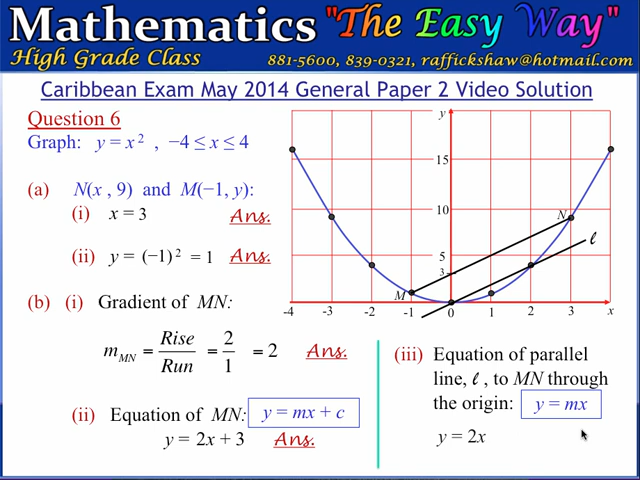 Mathematics "The Easy Way"
High Grade Class 881-5600, 839-0321, raffickshaw@hotmail.com
Caribbean Exam May 2014 General Paper 2 Video Solution
Question 6
Graph: y = x² , −4 ≤ x ≤ 4
(a) N(x , 9) and M(−1, y):
(i) x = 3 Ans.
(ii) y = (−1)² = 1 Ans.
(b) (i) Gradient of MN:
m_MN = Rise/Run = 2/1 = 2 Ans.
(ii) Equation of MN: y = mx + c
y = 2x + 3 Ans.
y
15
10
5
3
N
ℓ
M
-4 -3 -2 -1 0 1 2 3 x
(iii) Equation of parallel
line, ℓ , to MN through
the origin: y = mx
y = 2x